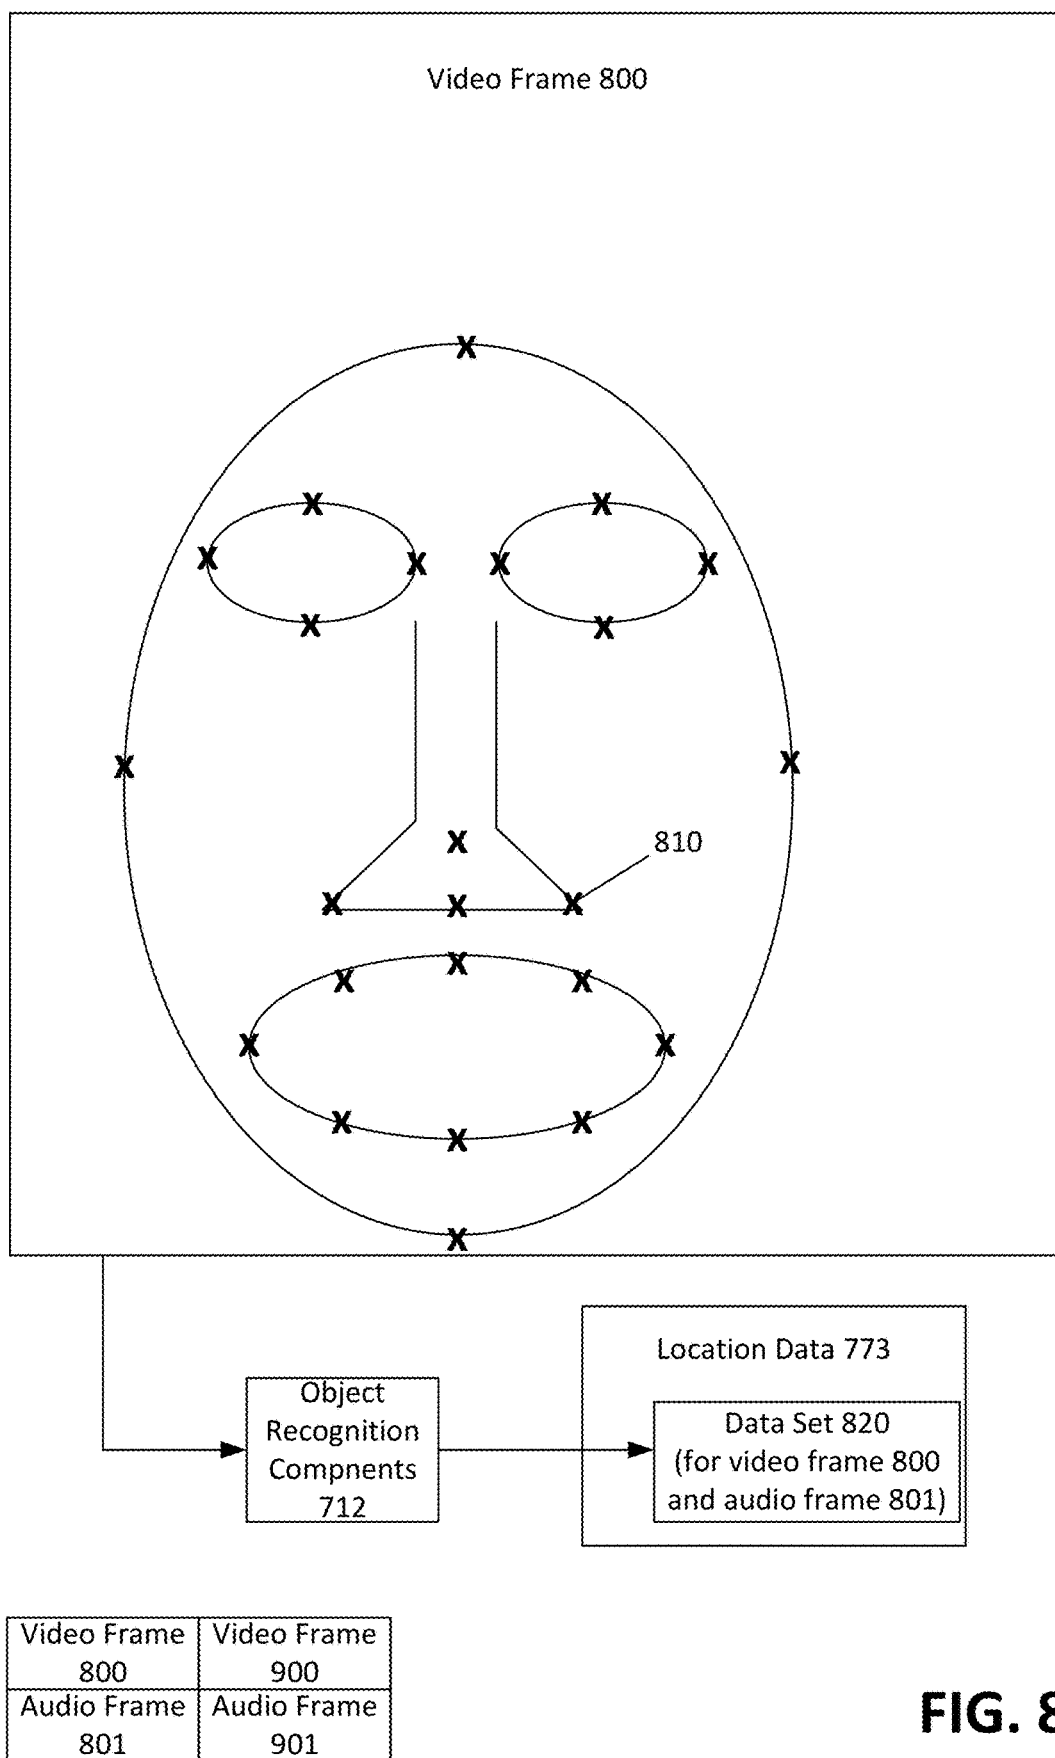 Video Frame 800
X
X
X
X
X
X
X
X
X
X
X
X
810
X
X
X
X
X
X
X
X
X
X
X
X
Location Data 773
Object
Recognition
Compnents
712
Data Set 820
(for video frame 800
and audio frame 801)
Video Frame
800
Video Frame
900
Audio Frame
801
Audio Frame
901
FIG. 8